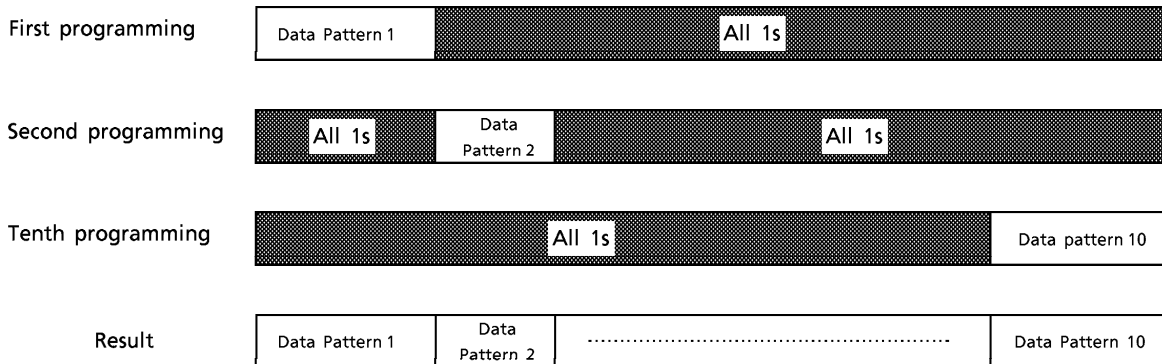 First programming
Data Pattern 1
All 1s
Second programming
All 1s
Data
Pattern 2
All 1s
Tenth programming
All 1s
Data pattern 10
Result
Data Pattern 1
Data
Pattern 2
Data Pattern 10